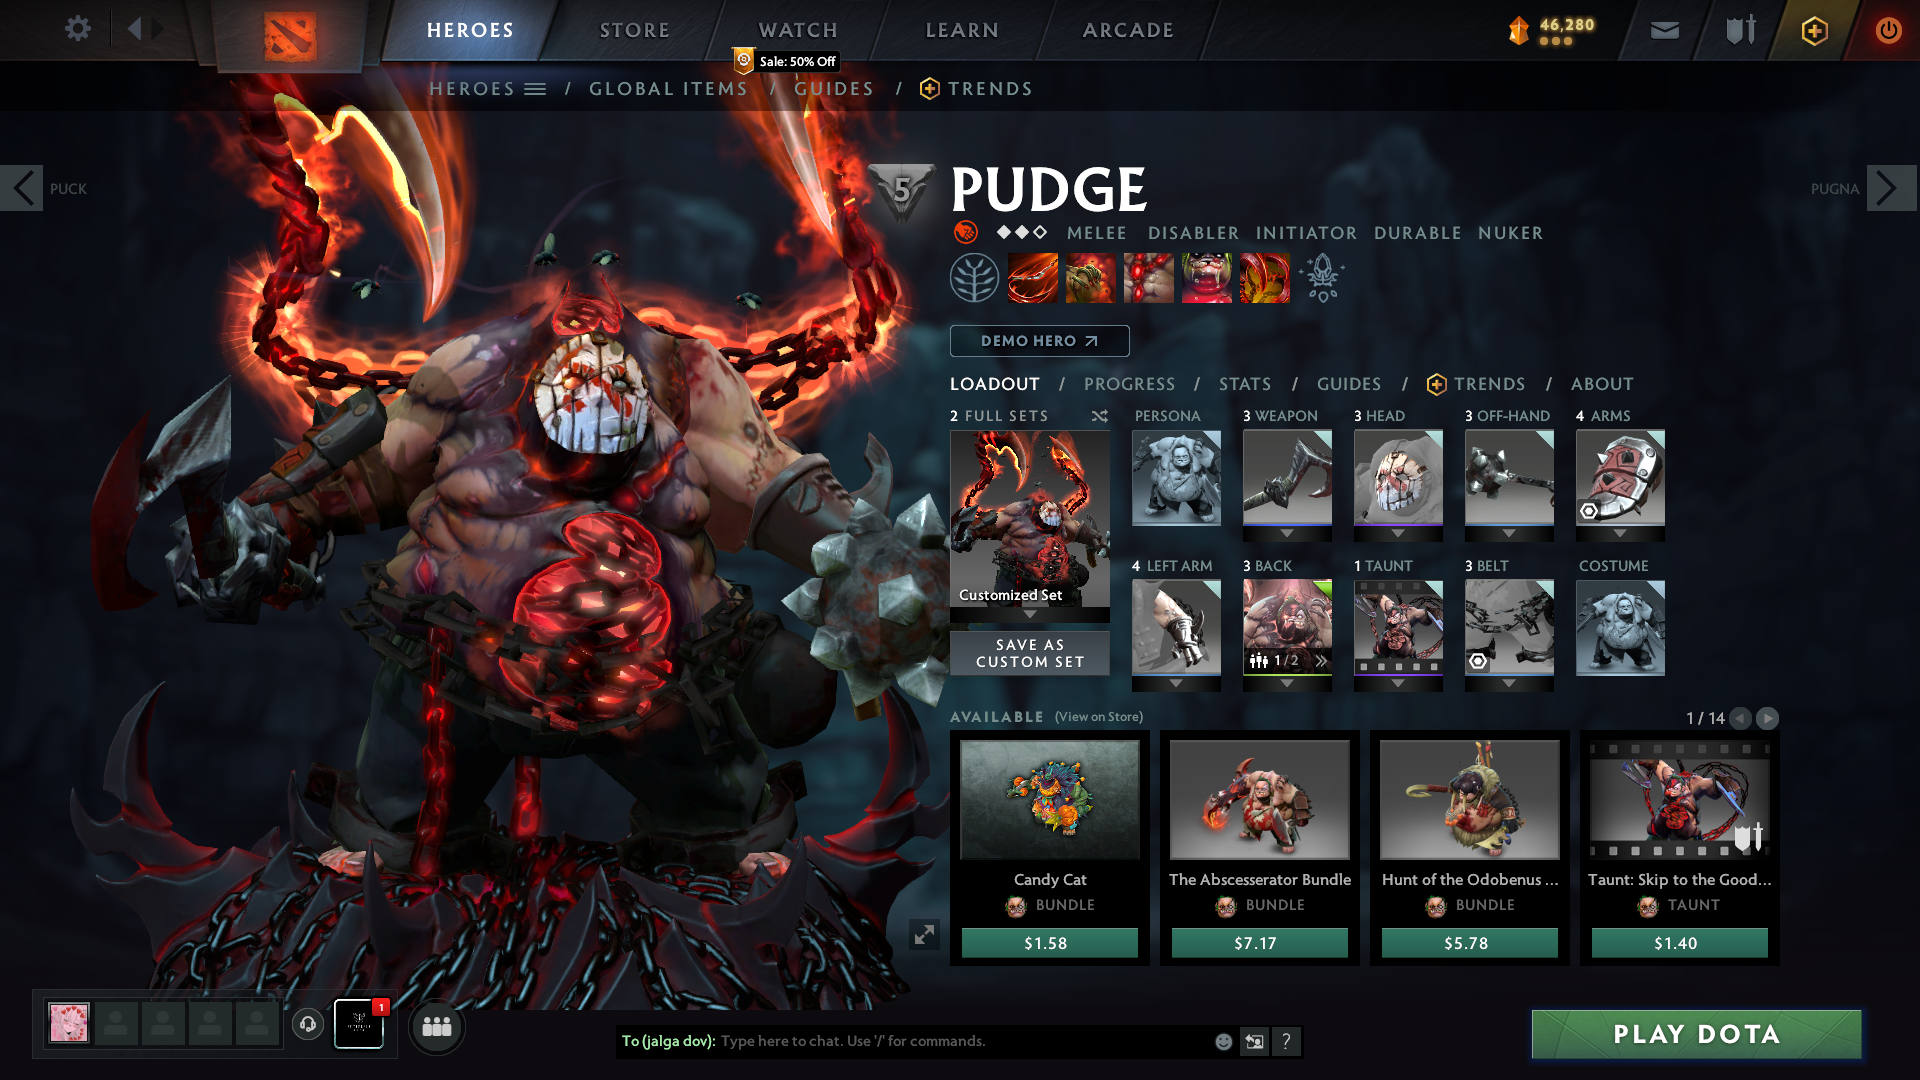 HEROES
STORE
WATCH
LEARN
ARCADE
46,280
Sale: 50% Off
HEROES / GLOBAL ITEMS / GUIDES / TRENDS
PUCK
PUGNA
5
PUDGE
MELEE DISABLER INITIATOR DURABLE NUKER
DEMO HERO
LOADOUT / PROGRESS / STATS / GUIDES / TRENDS / ABOUT
2 FULL SETS
PERSONA
3 WEAPON
3 HEAD
3 OFF-HAND
4 ARMS
Customized Set
SAVE AS
CUSTOM SET
4 LEFT ARM
3 BACK
1 TAUNT
3 BELT
COSTUME
1/2
AVAILABLE (View on Store)
1 / 14
Candy Cat
BUNDLE
$1.58
The Abscesserator Bundle
BUNDLE
$7.17
Hunt of the Odobenus ...
BUNDLE
$5.78
Taunt: Skip to the Good...
TAUNT
$1.40
1
To (jalga dov): Type here to chat. Use '/' for commands.
?
PLAY DOTA